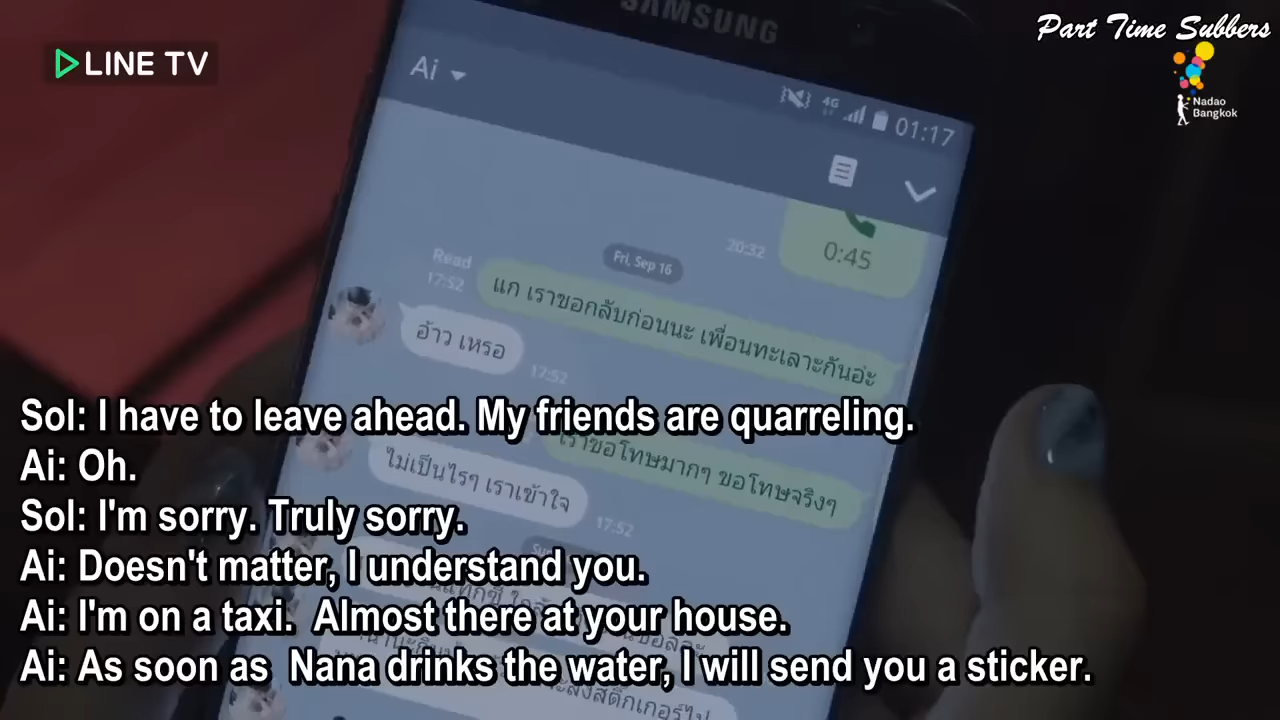 SAMSUNG
Part Time Subbers
LINE TV
Nadao
Bangkok
Ai
4G
01:17
20:32
0:45
Fri, Sep 16
Read
17:52
แก เราขอกลับก่อนนะ เพื่อนทะเลาะกันอ่ะ
อ้าว เหรอ
17:52
Sol: I have to leave ahead. My friends are quarreling.
เราขอโทษมากๆ ขอโทษจริงๆ
Ai: Oh.
ไม่เป็นไรๆ เราเข้าใจ
17:52
Sol: I'm sorry. Truly sorry.
Ai: Doesn't matter, I understand you.
Ai: I'm on a taxi. Almost there at your house.
Ai: As soon as Nana drinks the water, I will send you a sticker.